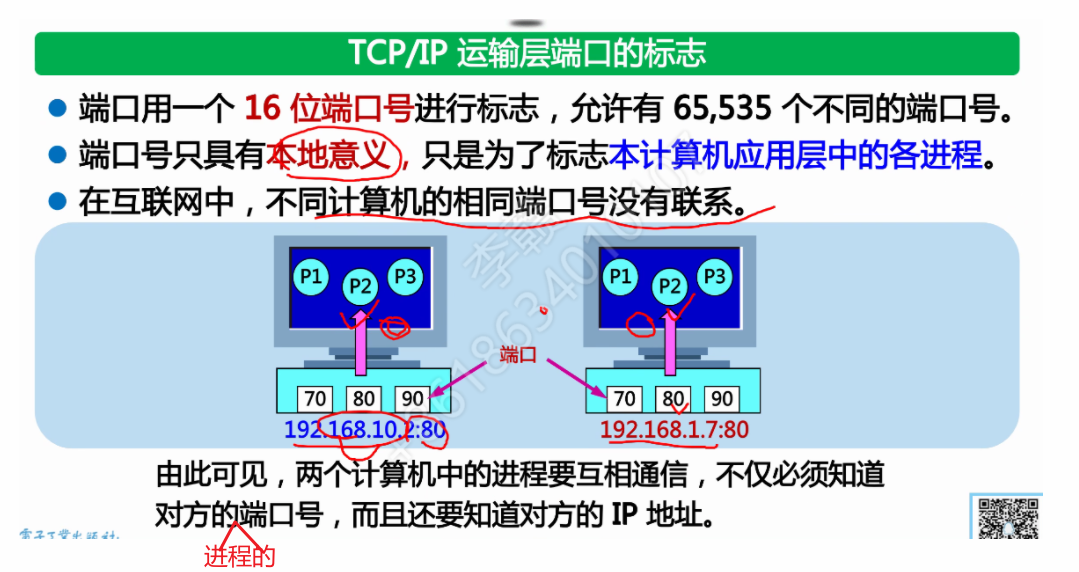 TCP/IP 运输层端口的标志
端口用一个 16 位端口号进行标志，允许有 65,535 个不同的端口号。
端口号只具有本地意义，只是为了标志本计算机应用层中的各进程。
在互联网中，不同计算机的相同端口号没有联系。
P1 P2 P3
P1 P2 P3
端口
70 80 90
70 80 90
192.168.10.2:80
192.168.1.7:80
由此可见，两个计算机中的进程要互相通信，不仅必须知道
对方的端口号，而且还要知道对方的 IP 地址。
进程的